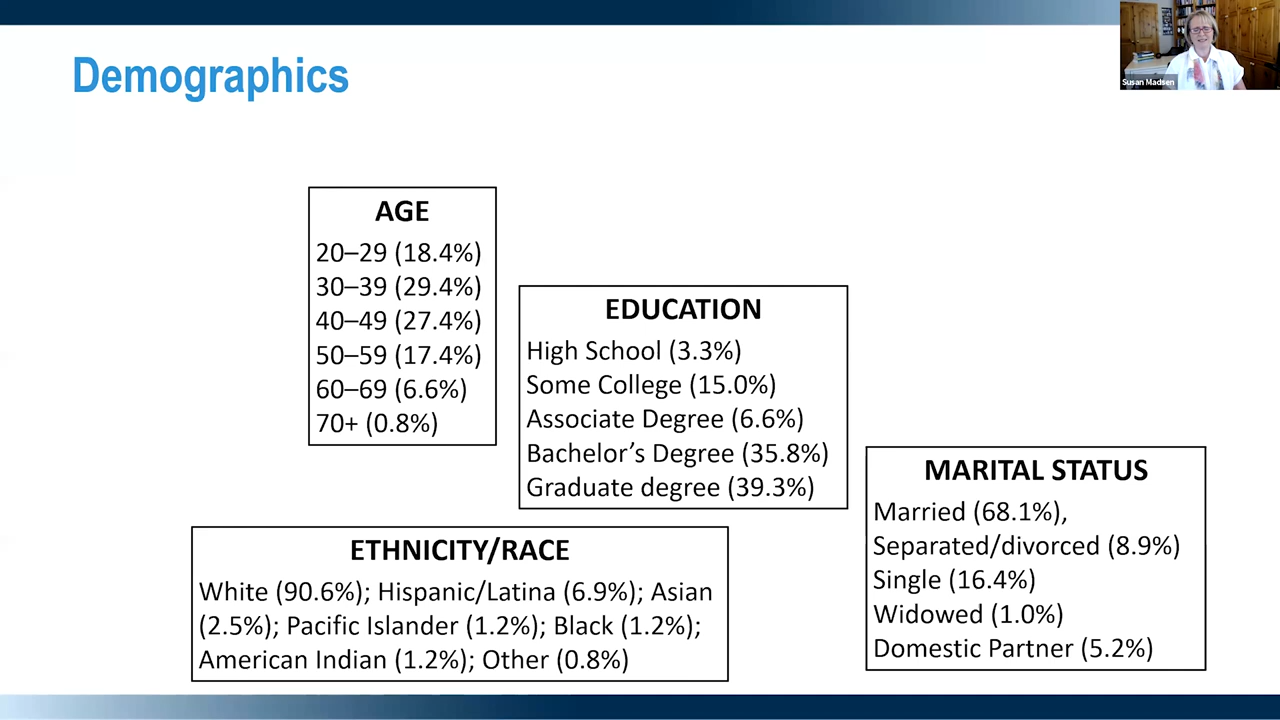 Demographics
Susan Madsen
AGE
20–29 (18.4%)
30–39 (29.4%)
40–49 (27.4%)
50–59 (17.4%)
60–69 (6.6%)
70+ (0.8%)
EDUCATION
High School (3.3%)
Some College (15.0%)
Associate Degree (6.6%)
Bachelor’s Degree (35.8%)
Graduate degree (39.3%)
MARITAL STATUS
Married (68.1%),
Separated/divorced (8.9%)
Single (16.4%)
Widowed (1.0%)
Domestic Partner (5.2%)
ETHNICITY/RACE
White (90.6%); Hispanic/Latina (6.9%); Asian
(2.5%); Pacific Islander (1.2%); Black (1.2%);
American Indian (1.2%); Other (0.8%)